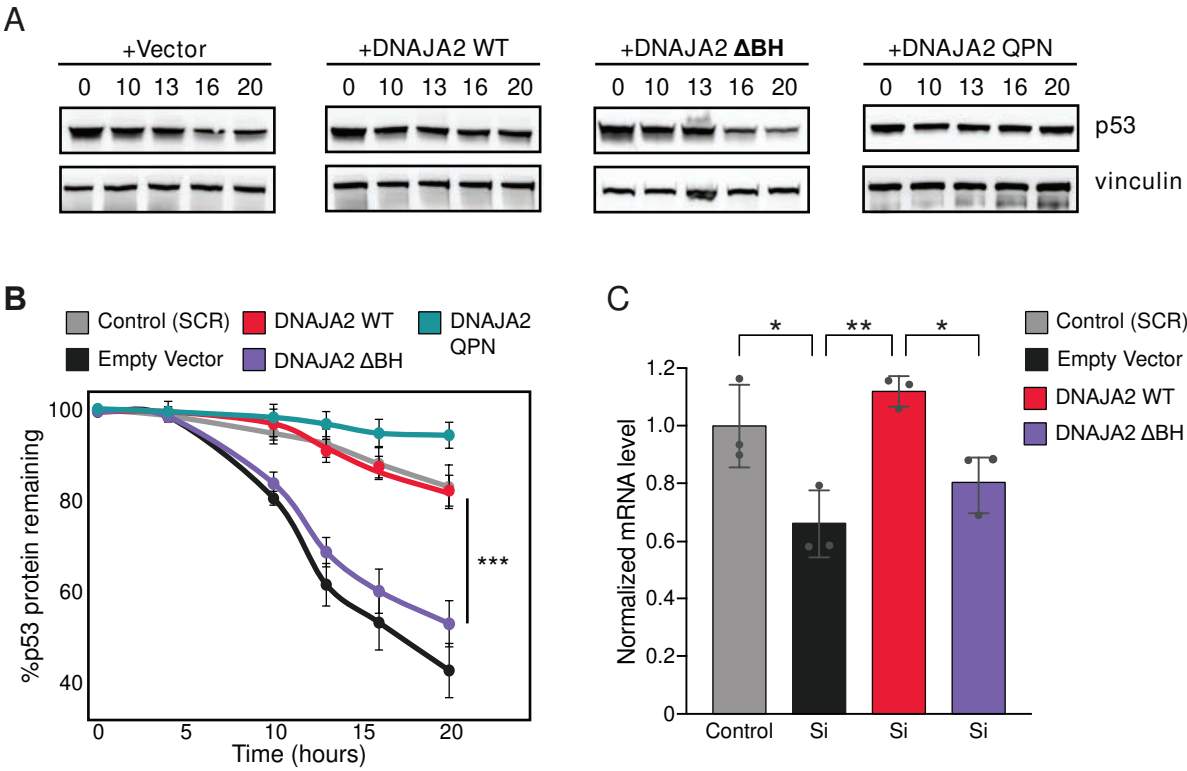 A
+Vector
+DNAJA2 WT
+DNAJA2 ΔBH
+DNAJA2 QPN
0 10 13 16 20
0 10 13 16 20
0 10 13 16 20
0 10 13 16 20
p53
vinculin
B
Control (SCR)
DNAJA2 WT
DNAJA2 QPN
Empty Vector
DNAJA2 ΔBH
%p53 protein remaining
100
80
60
40
***
0 5 10 15 20
Time (hours)
C
Control (SCR)
Empty Vector
DNAJA2 WT
DNAJA2 ΔBH
* ** *
Normalized mRNA level
1.2
1.0
0.8
0.6
0.4
0.2
0
Control Si Si Si